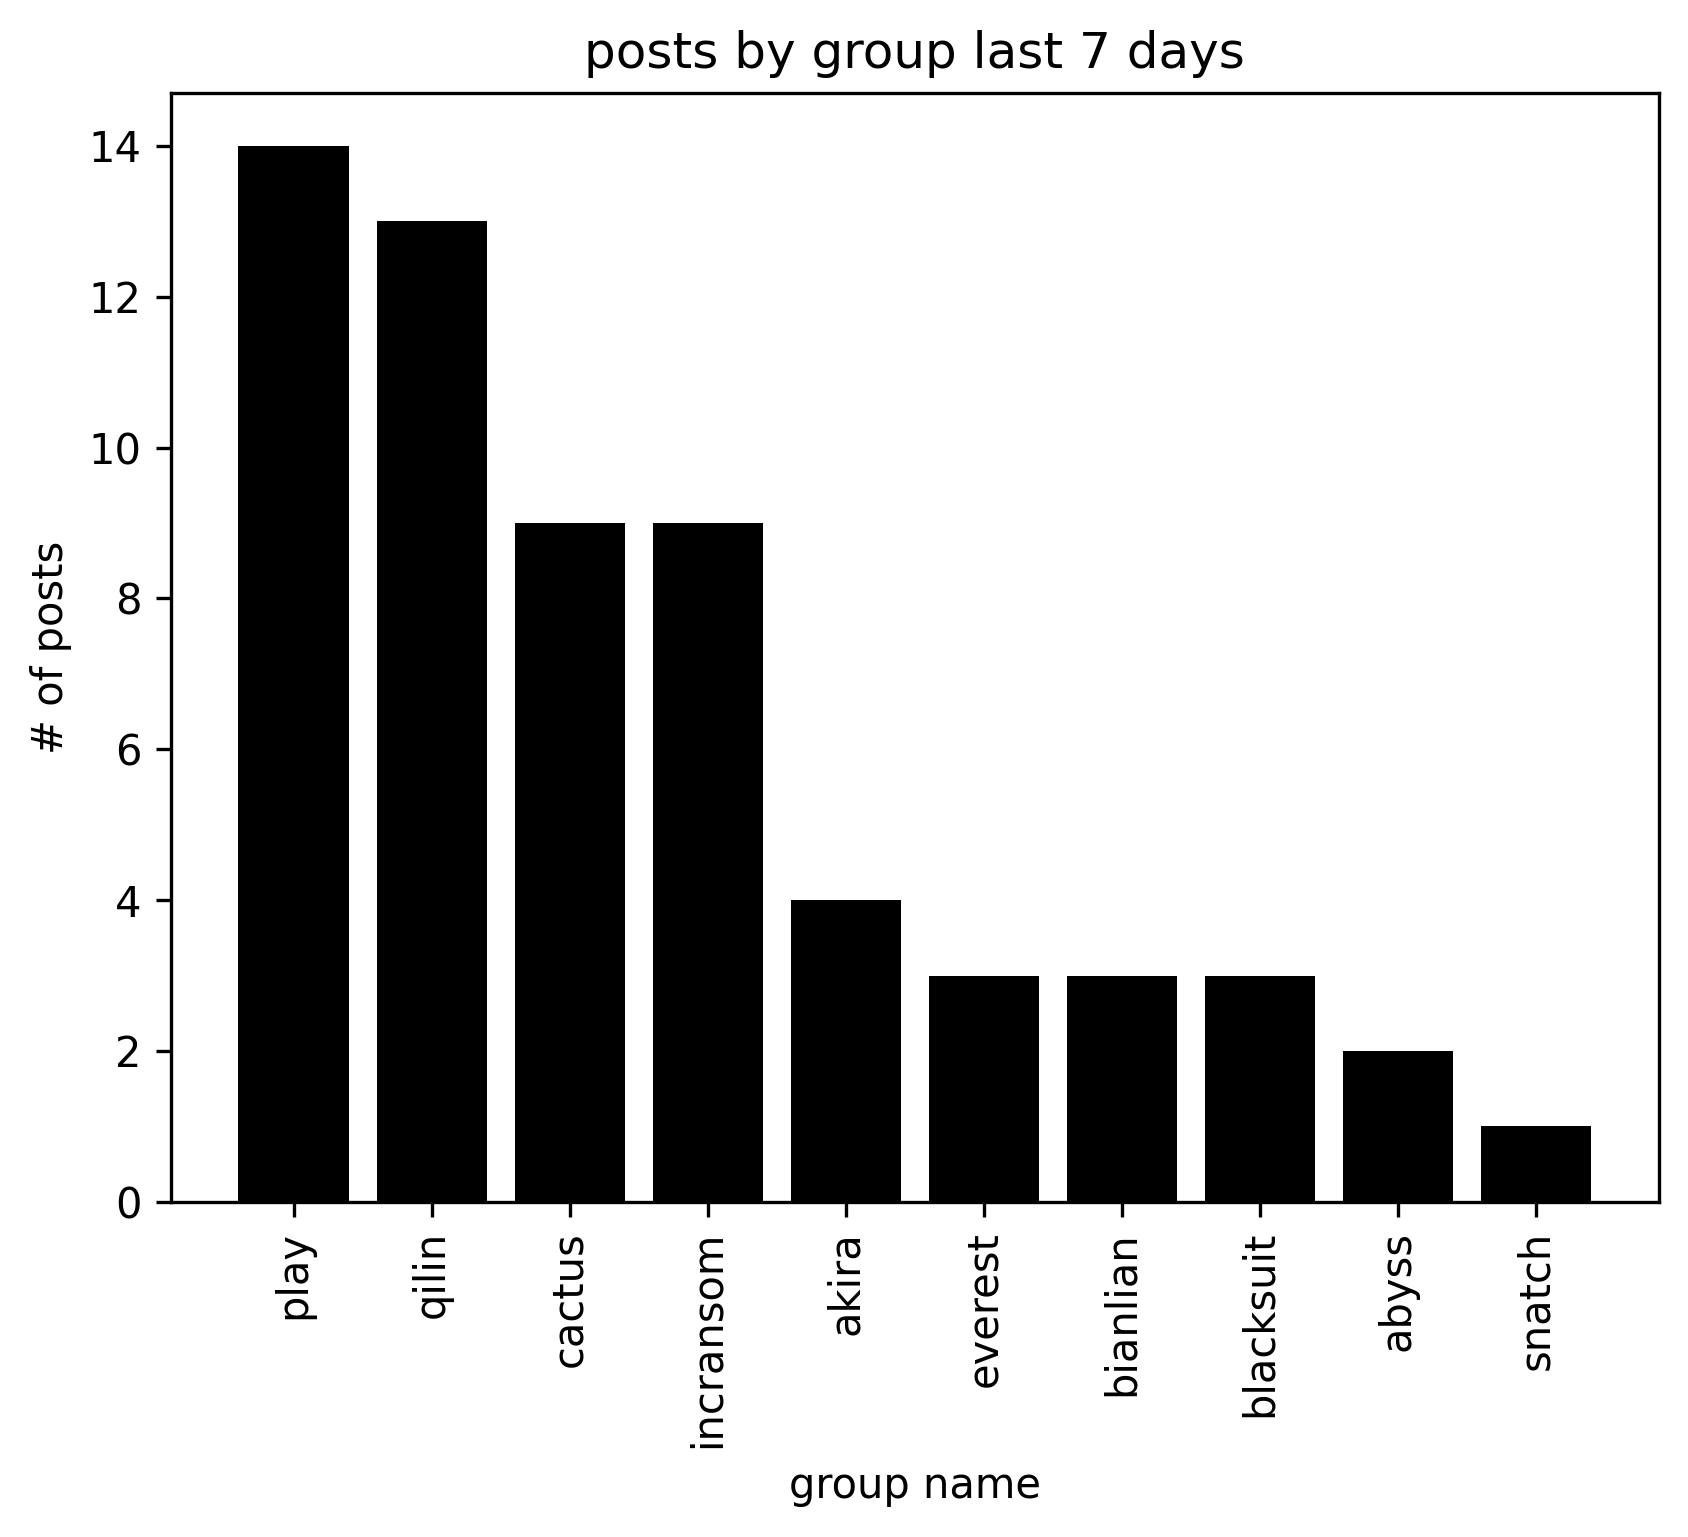 posts by group last 7 days
# of posts
14
12
10
8
6
4
2
0
play
qilin
cactus
incransom
akira
everest
bianlian
blacksuit
abyss
snatch
group name